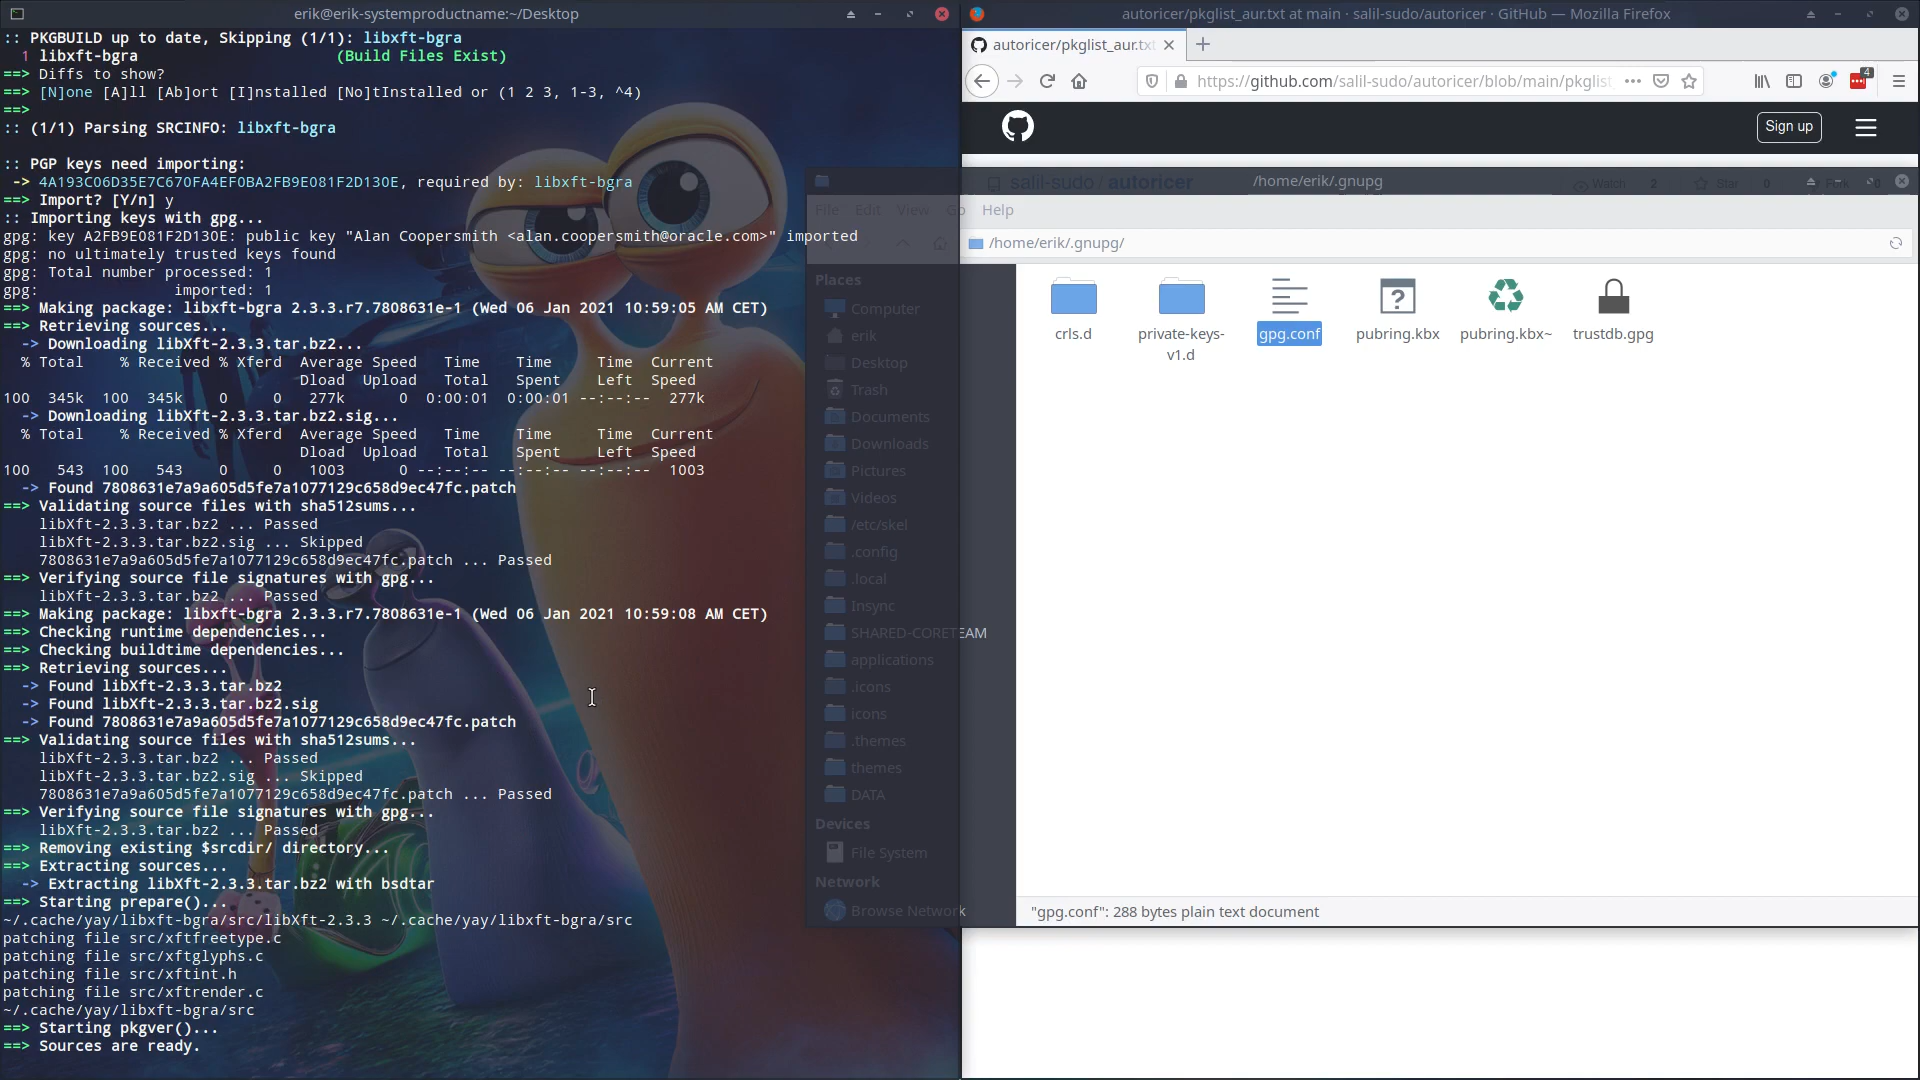 erik@erik-systemproductname:~/Desktop
:: PKGBUILD up to date, Skipping (1/1): libxft-bgra
1 libxft-bgra (Build Files Exist)
==> Diffs to show?
==> [N]one [A]ll [Ab]ort [I]nstalled [No]tInstalled or (1 2 3, 1-3, ^4)
==>
:: (1/1) Parsing SRCINFO: libxft-bgra
:: PGP keys need importing:
-> 4A193C06D35E7C670FA4EF0BA2FB9E081F2D130E, required by: libxft-bgra
==> Import? [Y/n] y
:: Importing keys with gpg...
gpg: key A2FB9E081F2D130E: public key "Alan Coopersmith <alan.coopersmith@oracle.com>" imported
gpg: no ultimately trusted keys found
gpg: Total number processed: 1
gpg: imported: 1
==> Making package: libxft-bgra 2.3.3.r7.7808631e-1 (Wed 06 Jan 2021 10:59:05 AM CET)
==> Retrieving sources...
-> Downloading libXft-2.3.3.tar.bz2...
% Total % Received % Xferd Average Speed Time Time Time Current
Dload Upload Total Spent Left Speed
100 345k 100 345k 0 0 277k 0 0:00:01 0:00:01 --:--:-- 277k
-> Downloading libXft-2.3.3.tar.bz2.sig...
% Total % Received % Xferd Average Speed Time Time Time Current
Dload Upload Total Spent Left Speed
100 543 100 543 0 0 1003 0 --:--:-- --:--:-- --:--:-- 1003
-> Found 7808631e7a9a605d5fe7a1077129c658d9ec47fc.patch
==> Validating source files with sha512sums...
libXft-2.3.3.tar.bz2 ... Passed
libXft-2.3.3.tar.bz2.sig ... Skipped
7808631e7a9a605d5fe7a1077129c658d9ec47fc.patch ... Passed
==> Verifying source file signatures with gpg...
libXft-2.3.3.tar.bz2 ... Passed
==> Making package: libxft-bgra 2.3.3.r7.7808631e-1 (Wed 06 Jan 2021 10:59:08 AM CET)
==> Checking runtime dependencies...
==> Checking buildtime dependencies...
==> Retrieving sources...
-> Found libXft-2.3.3.tar.bz2
-> Found libXft-2.3.3.tar.bz2.sig
-> Found 7808631e7a9a605d5fe7a1077129c658d9ec47fc.patch
==> Validating source files with sha512sums...
libXft-2.3.3.tar.bz2 ... Passed
libXft-2.3.3.tar.bz2.sig ... Skipped
7808631e7a9a605d5fe7a1077129c658d9ec47fc.patch ... Passed
==> Verifying source file signatures with gpg...
libXft-2.3.3.tar.bz2 ... Passed
==> Removing existing $srcdir/ directory...
==> Extracting sources...
-> Extracting libXft-2.3.3.tar.bz2 with bsdtar
==> Starting prepare()...
~/.cache/yay/libxft-bgra/src/libXft-2.3.3 ~/.cache/yay/libxft-bgra/src
patching file src/xftfreetype.c
patching file src/xftglyphs.c
patching file src/xftint.h
patching file src/xftrender.c
~/.cache/yay/libxft-bgra/src
==> Starting pkgver()...
==> Sources are ready.
autoricer/pkglist_aur.txt at main · salil-sudo/autoricer · GitHub — Mozilla Firefox
autoricer/pkglist_aur.txt
https://github.com/salil-sudo/autoricer/blob/main/pkglist
4
Sign up
salil-sudo / autoricer
Watch 2
Star 0
Fork
/home/erik/.gnupg
File Edit View Go Help
/home/erik/.gnupg/
Places
Computer
erik
Desktop
Trash
Documents
Downloads
Pictures
Videos
/etc/skel
.config
.local
Insync
SHARED-CORETEAM
applications
.icons
icons
.themes
themes
DATA
Devices
File System
Network
Browse Network
crls.d
private-keys-v1.d
gpg.conf
pubring.kbx
pubring.kbx~
trustdb.gpg
"gpg.conf": 288 bytes plain text document